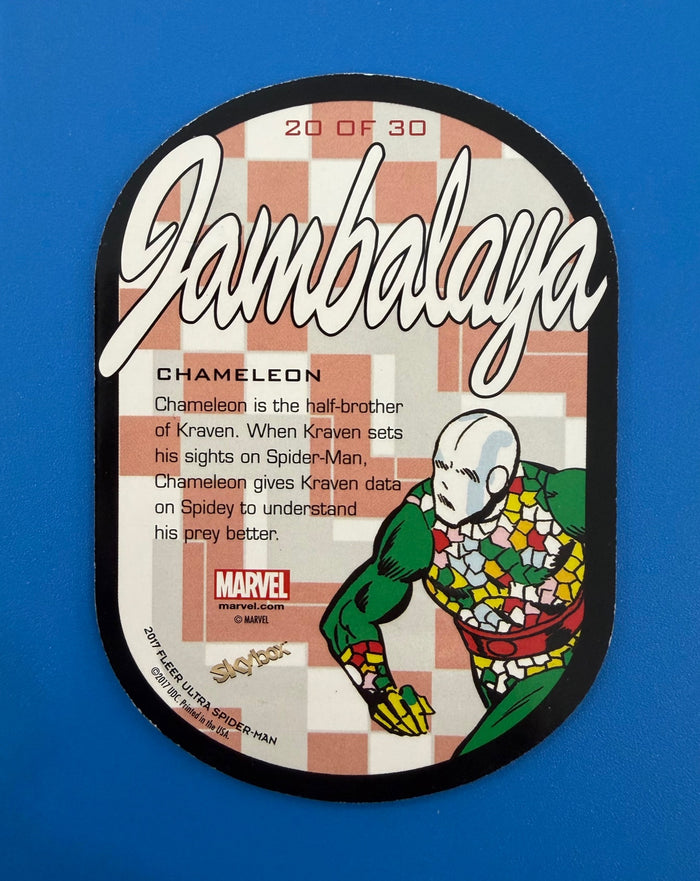 20 OF 30
Jambalaya
CHAMELEON
Chameleon is the half-brother
of Kraven. When Kraven sets
his sights on Spider-Man,
Chameleon gives Kraven data
on Spidey to understand
his prey better.
MARVEL
marvel.com
© MARVEL
skybox™
2017 FLEER ULTRA SPIDER-MAN
©2017 UDC. Printed in the USA.